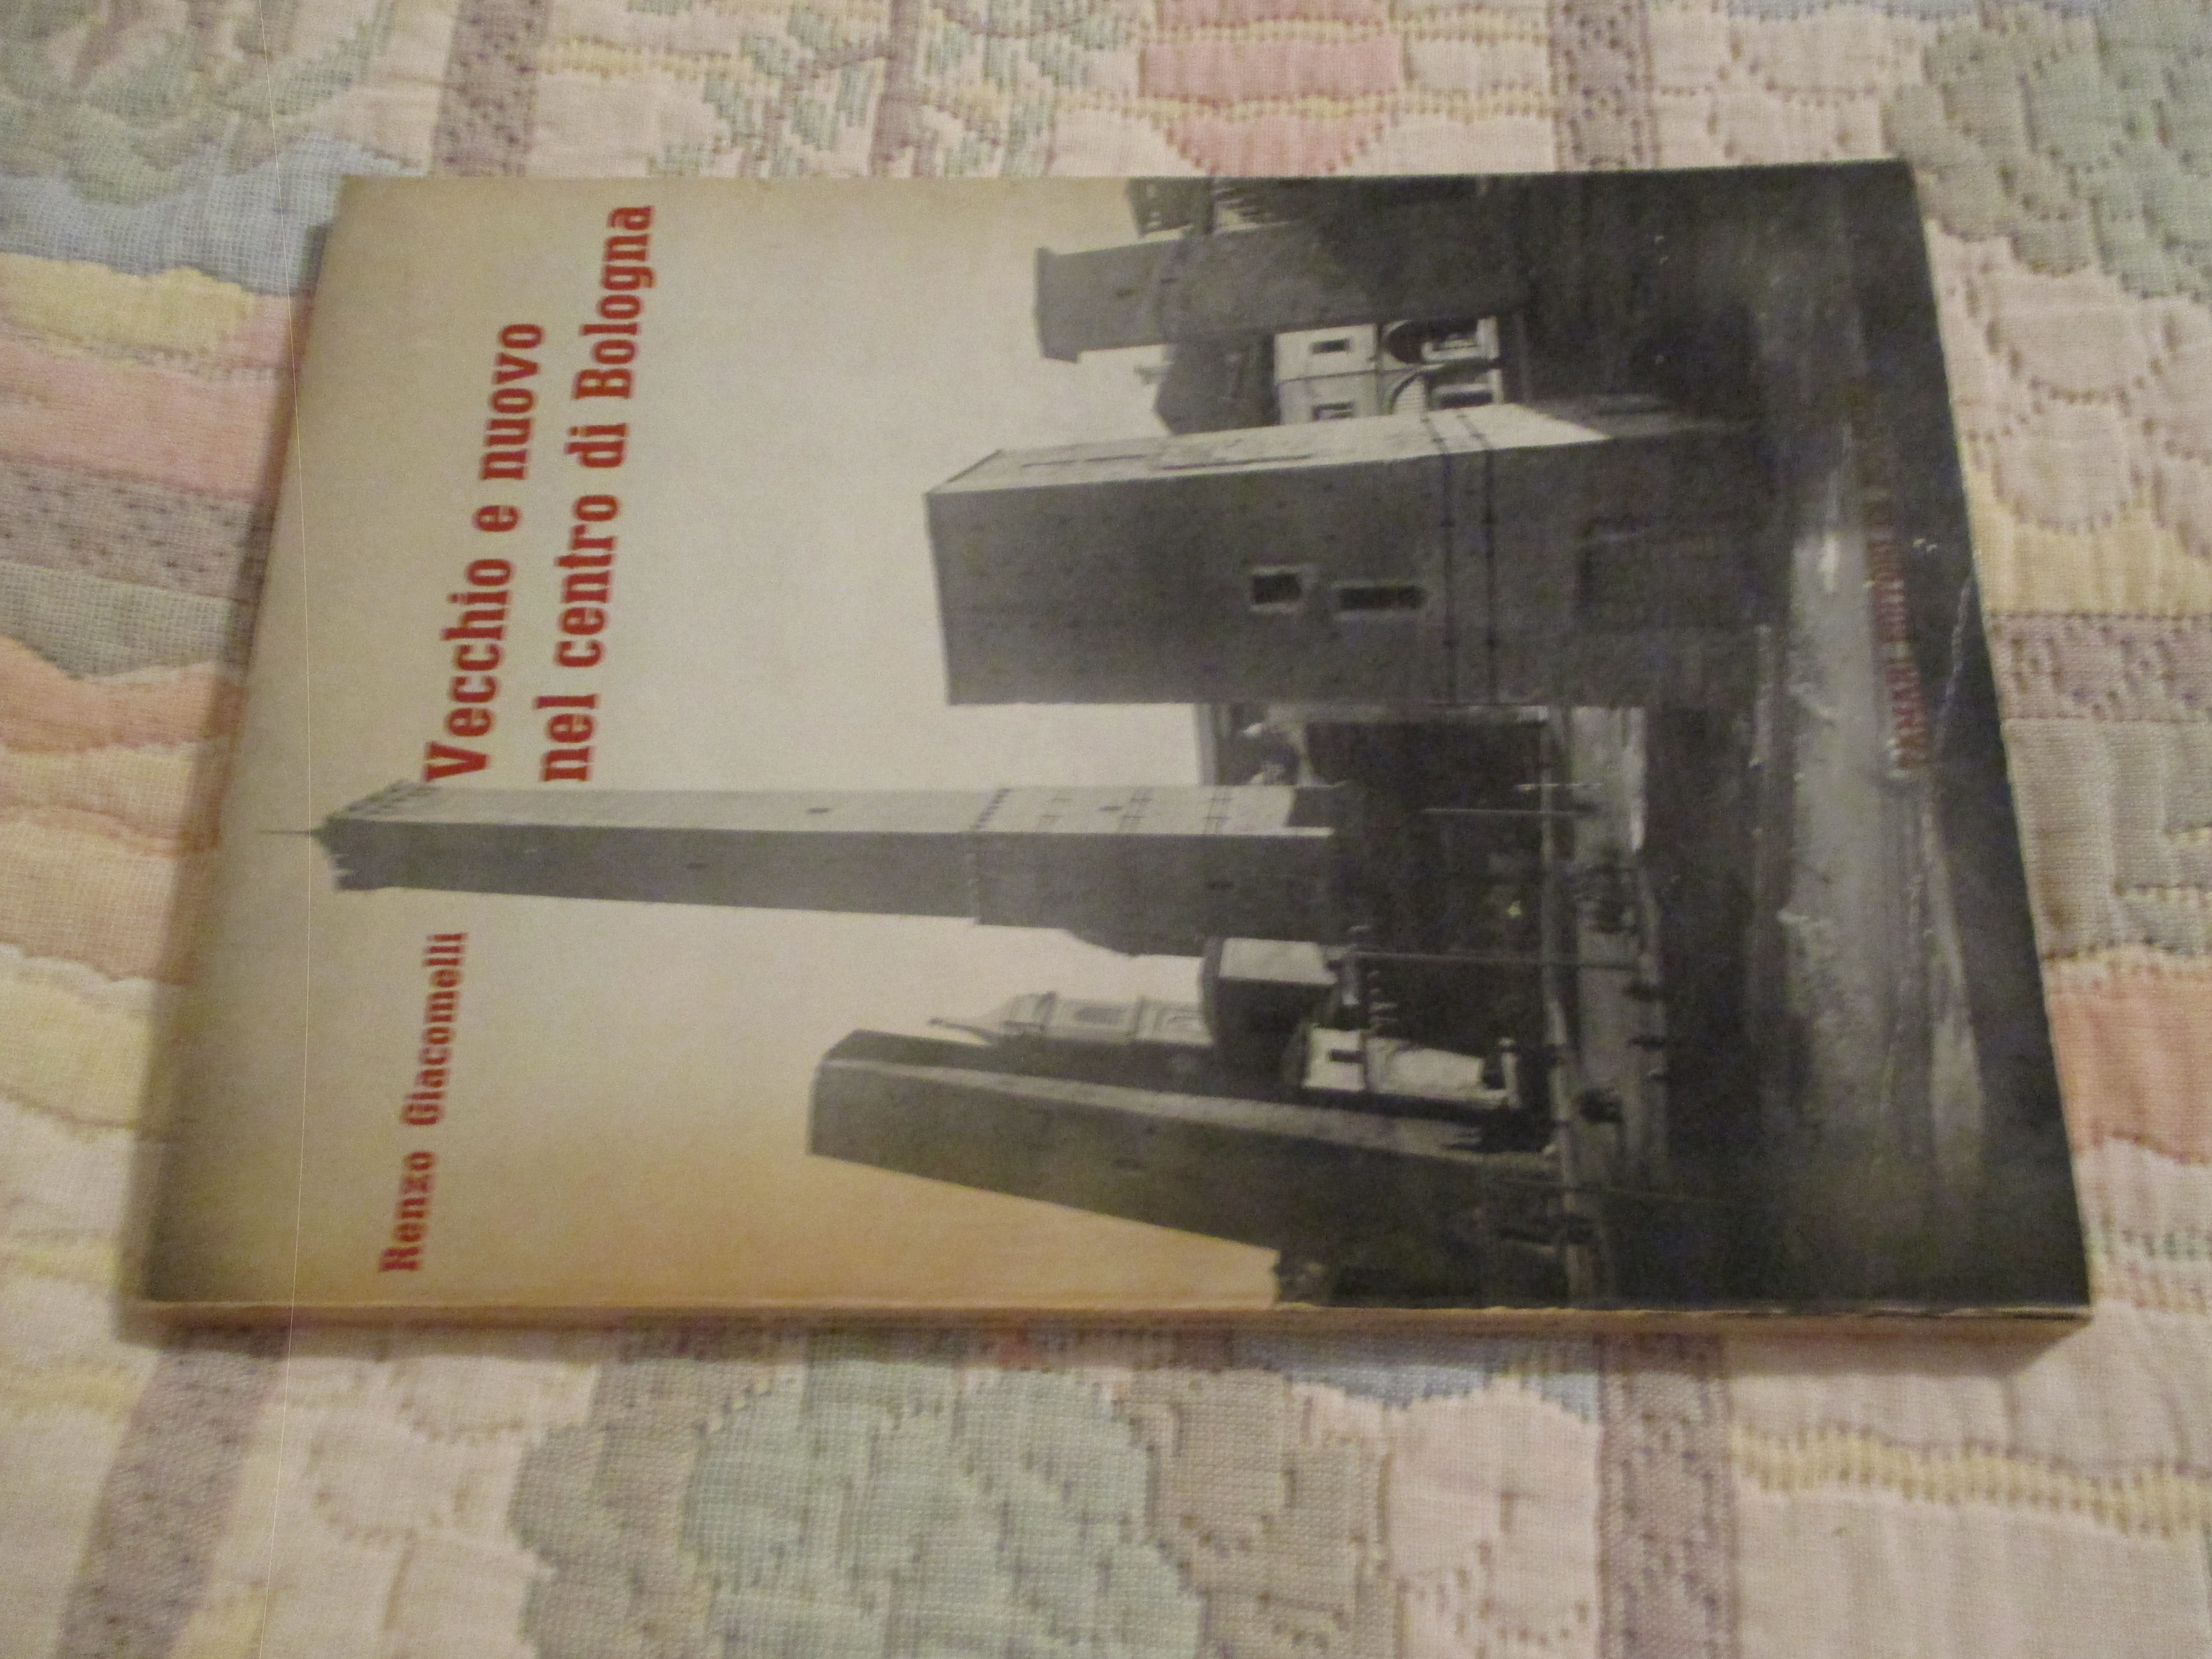 Renzo Giacomelli
Vecchio e nuovo
nel centro di Bologna